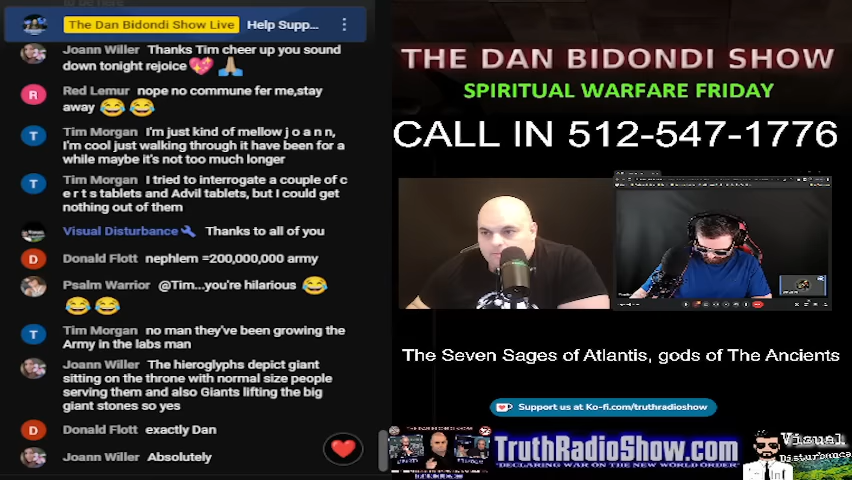 The Dan Bidondi Show Live Help Supp...
Joann Willer Thanks Tim cheer up you sound
down tonight rejoice 💖 🙏🏼
R Red Lemur nope no commune fer me,stay
away 😂 😂
T Tim Morgan I'm just kind of mellow j o a n n,
I'm cool just walking through it have been for a
while maybe it's not too much longer
T Tim Morgan I tried to interrogate a couple of c
e r t s tablets and Advil tablets, but I could get
nothing out of them
Visual Disturbance Thanks to all of you
D Donald Flott nephlem =200,000,000 army
Psalm Warrior @Tim...you're hilarious 😂
😂 😂
T Tim Morgan no man they've been growing the
Army in the labs man
Joann Willer The hieroglyphs depict giant
sitting on the throne with normal size people
serving them and also Giants lifting the big
giant stones so yes
D Donald Flott exactly Dan
Joann Willer Absolutely
THE DAN BIDONDI SHOW
SPIRITUAL WARFARE FRIDAY
CALL IN 512-547-1776
The Seven Sages of Atlantis, gods of The Ancients
Support us at Ko-fi.com/truthradioshow
TruthRadioShow.com
"DECLARING WAR ON THE NEW WORLD ORDER"
Visual
Disturbance